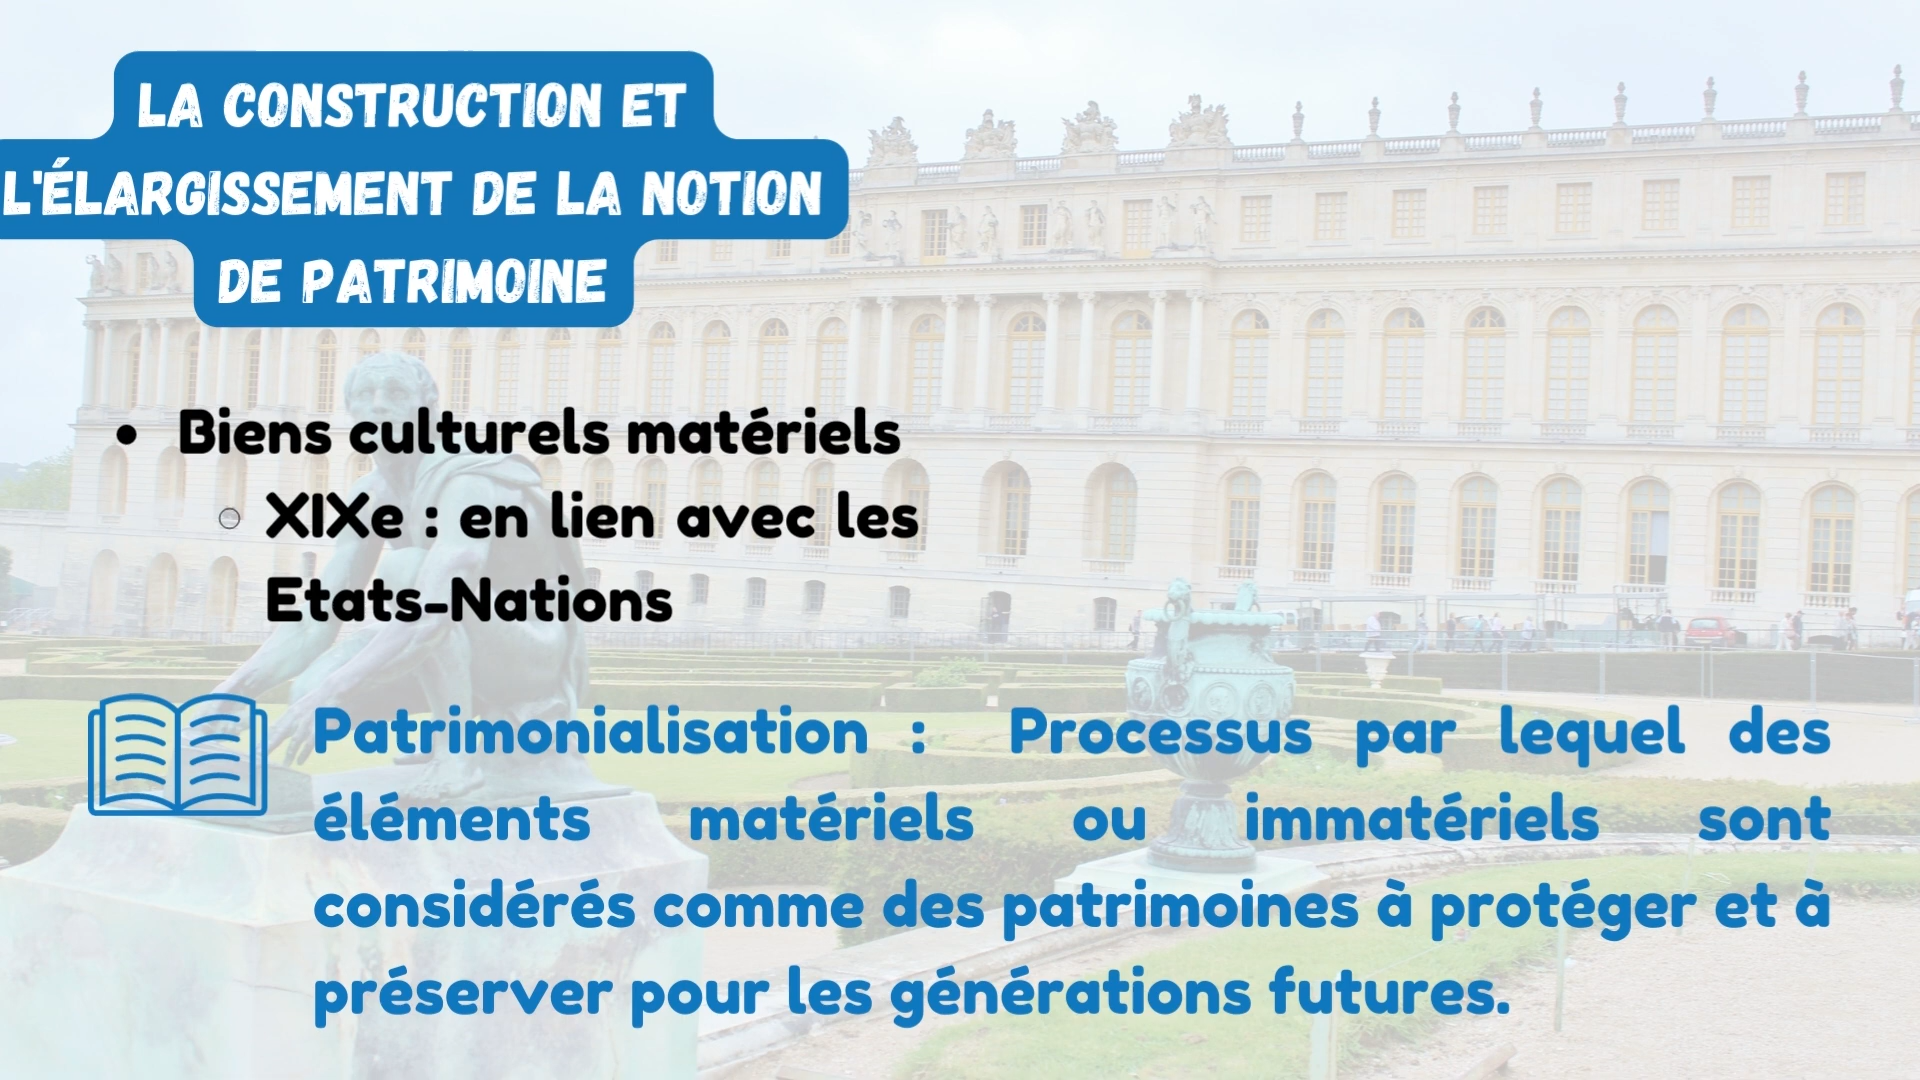 LA CONSTRUCTION ET
L'ÉLARGISSEMENT DE LA NOTION
DE PATRIMOINE
• Biens culturels matériels
○ XIXe : en lien avec les
Etats-Nations
Patrimonialisation : Processus par lequel des
éléments matériels ou immatériels sont
considérés comme des patrimoines à protéger et à
préserver pour les générations futures.